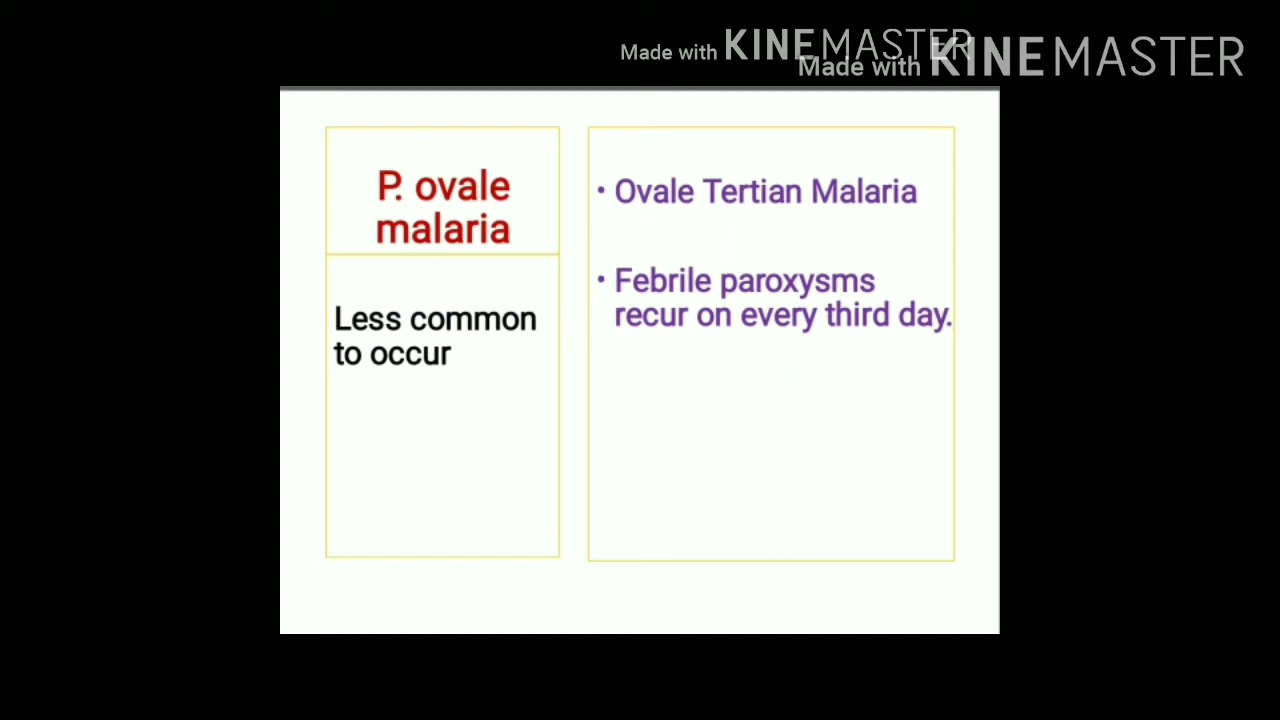 Made with KINEMASTER
Made with KINEMASTER
P. ovale
malaria
Less common
to occur
• Ovale Tertian Malaria
• Febrile paroxysms
recur on every third day.